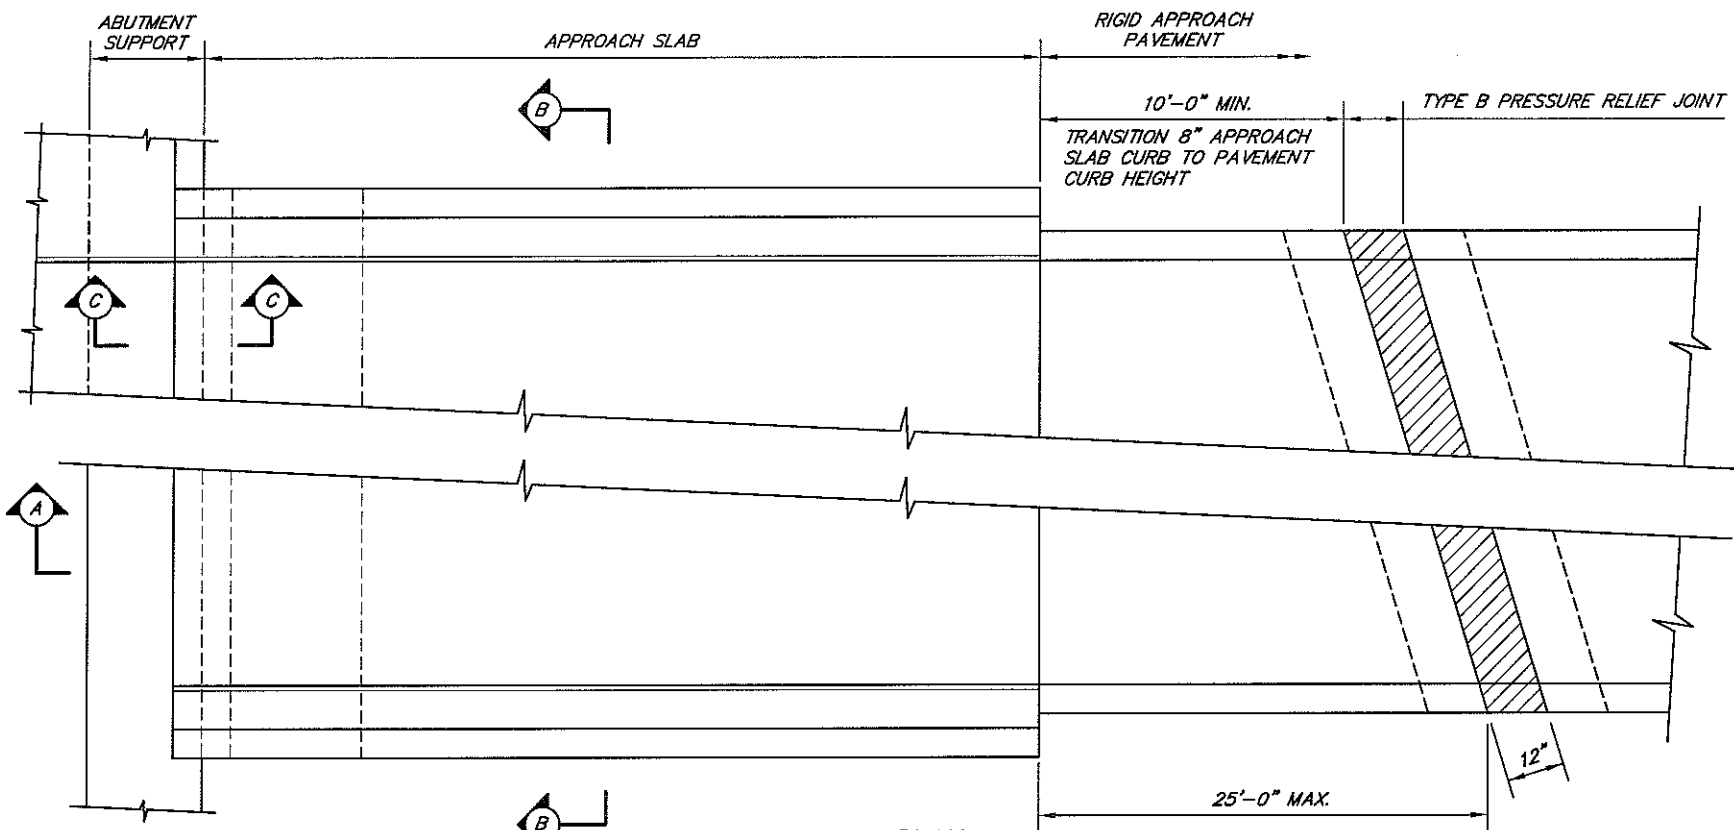 ABUTMENT
SUPPORT
APPROACH SLAB
RIGID APPROACH
PAVEMENT
10'-0" MIN.
TYPE B PRESSURE RELIEF JOINT
TRANSITION 8" APPROACH
SLAB CURB TO PAVEMENT
CURB HEIGHT
B
C
C
A
12"
25'-0" MAX.
B